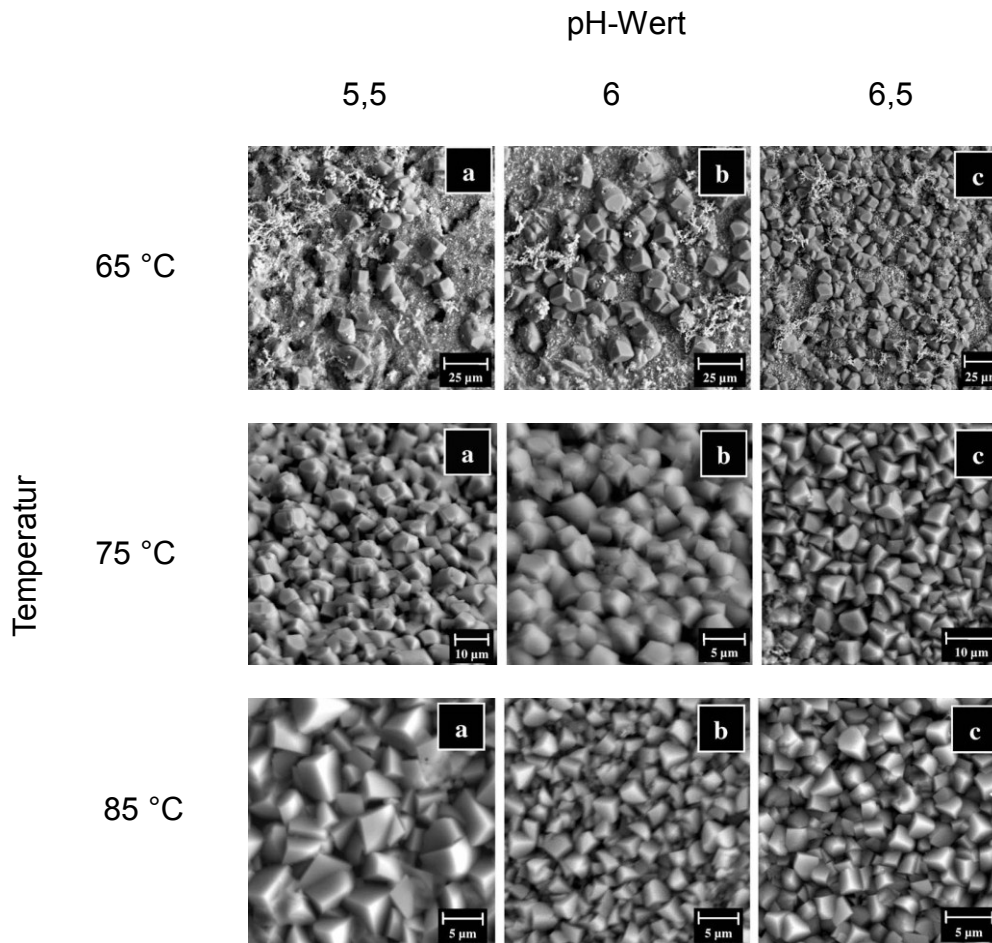 pH-Wert
5,5 6 6,5
Temperatur
65 °C
a b c
25 µm 25 µm 25 µm
75 °C
a b c
10 µm 5 µm 10 µm
85 °C
a b c
5 µm 5 µm 5 µm